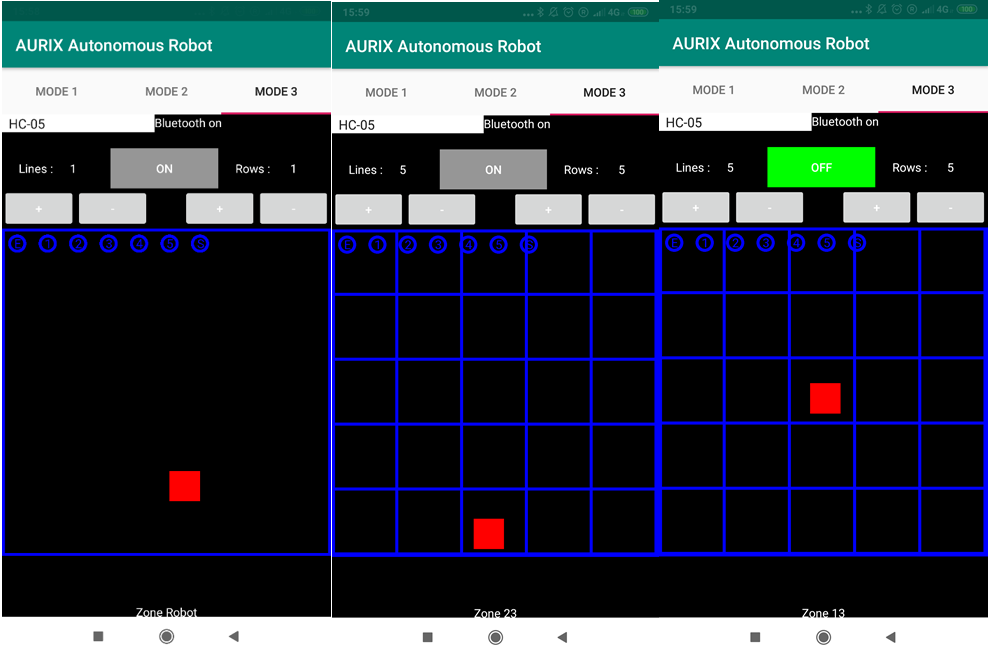 AURIX Autonomous Robot
MODE 1 MODE 2 MODE 3
HC-05 Bluetooth on
Lines : 1 ON Rows : 1
+ - + -
E 1 2 3 4 5 S
Zone Robot
15:59 4G 100
AURIX Autonomous Robot
MODE 1 MODE 2 MODE 3
HC-05 Bluetooth on
Lines : 5 ON Rows : 5
+ - + -
E 1 2 3 4 5 S
Zone 23
15:59 4G 100
AURIX Autonomous Robot
MODE 1 MODE 2 MODE 3
HC-05 Bluetooth on
Lines : 5 OFF Rows : 5
+ - + -
E 1 2 3 4 5 S
Zone 13